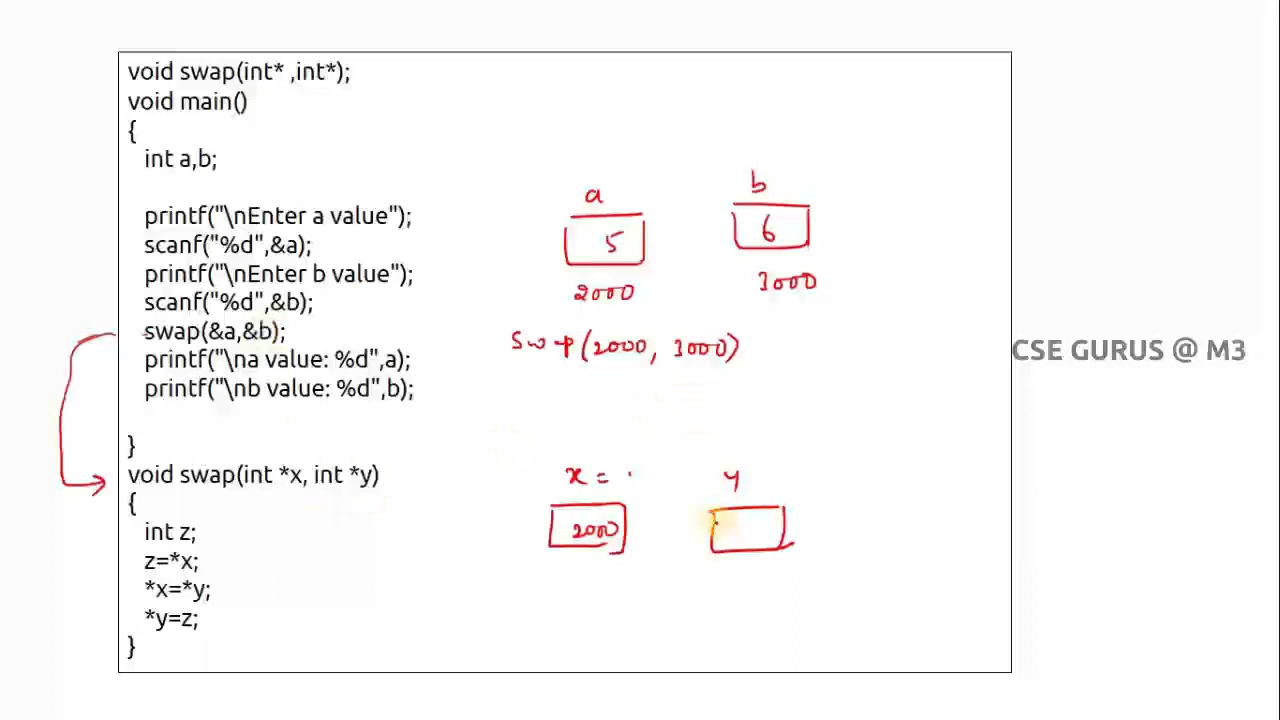 void swap(int* ,int*);
void main()
{
int a,b;
printf("\nEnter a value");
scanf("%d",&a);
printf("\nEnter b value");
scanf("%d",&b);
swap(&a,&b);
printf("\na value: %d",a);
printf("\nb value: %d",b);
}
void swap(int *x, int *y)
{
int z;
z=*x;
*x=*y;
*y=z;
}
a b
5 6
2000 3000
Swap(2000, 3000)
x = y
2000
CSE GURUS @ M3